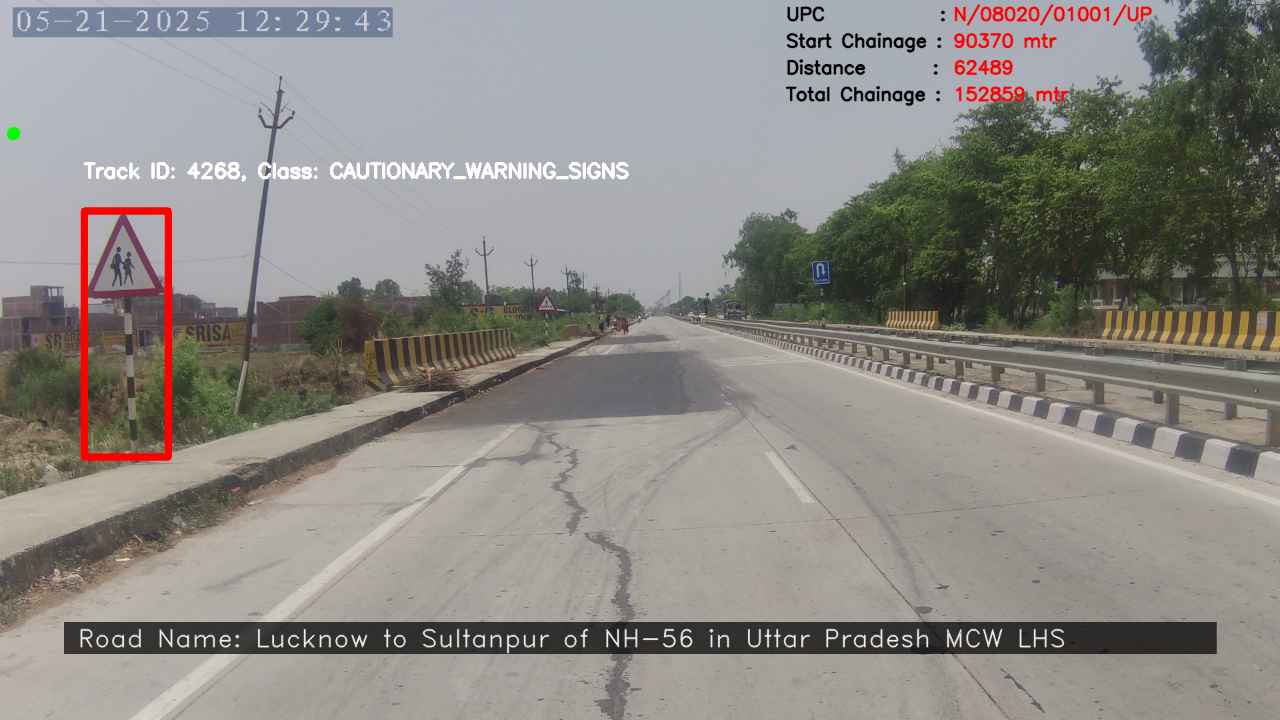 05-21-2025 12:29:43
UPC : N/08020/01001/UP
Start Chainage : 90370 mtr
Distance : 62489
Total Chainage : 152859 mtr
Track ID: 4268, Class: CAUTIONARY_WARNING_SIGNS
SRISA
Road Name: Lucknow to Sultanpur of NH-56 in Uttar Pradesh MCW LHS